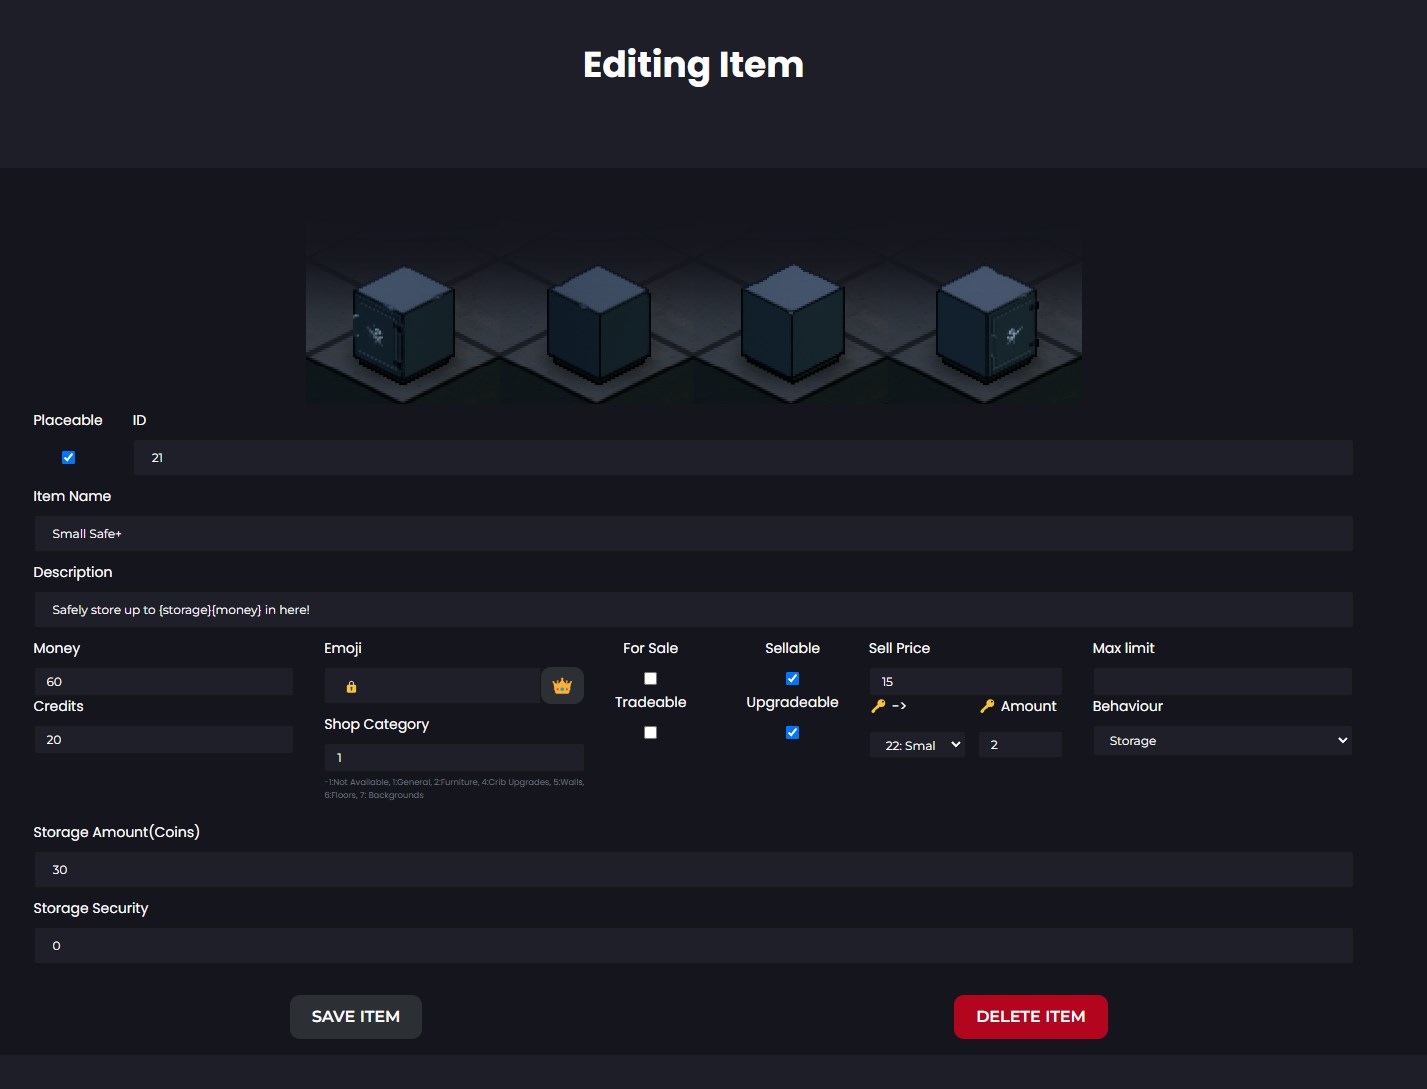 Editing Item
Placeable ID
21
Item Name
Small Safe+
Description
Safely store up to {storage}{money} in here!
Money Emoji For Sale Sellable Sell Price Max limit
60 15
Credits Tradeable Upgradeable -> Amount Behaviour
20 Shop Category 22: Smal 2 Storage
1
-1:Not Available, 1:General, 2:Furniture, 4:Crib Upgrades, 5:Walls,
6:Floors, 7: Backgrounds
Storage Amount(Coins)
30
Storage Security
0
SAVE ITEM DELETE ITEM